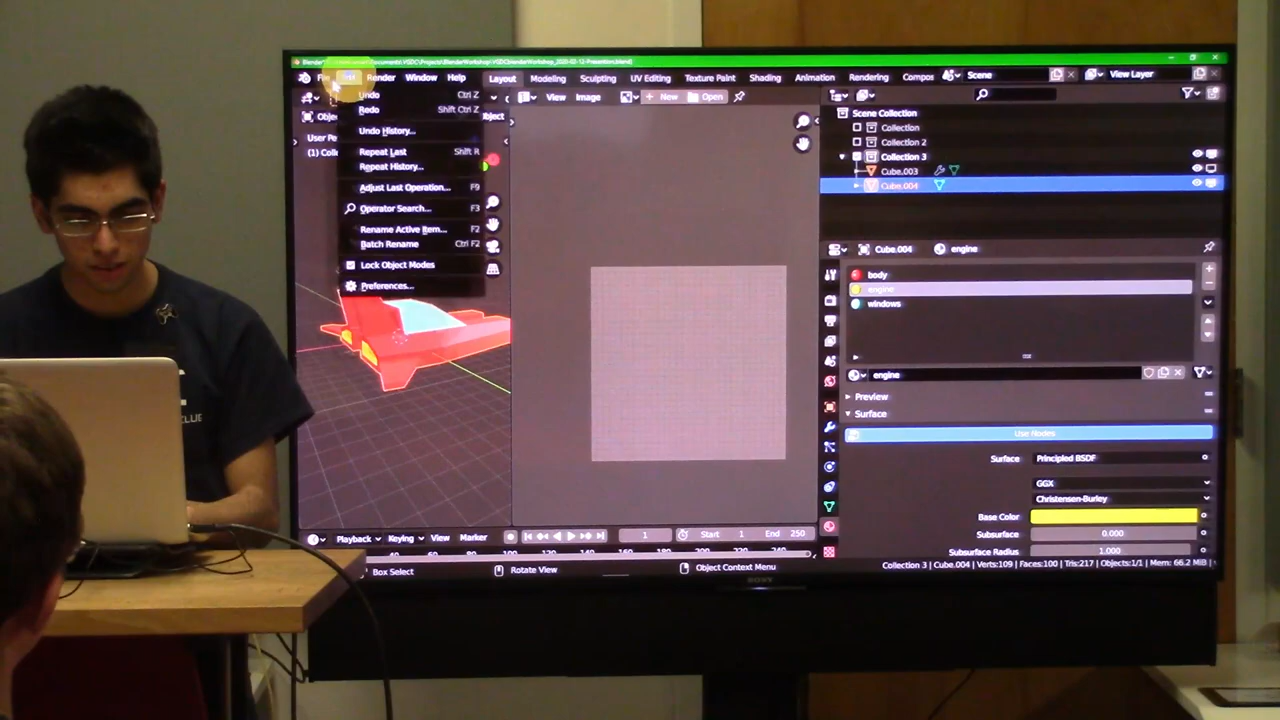 File Edit Render Window Help Layout Modeling Sculpting UV Editing Texture Paint Shading Animation Rendering Compos Scene View Layer
View Image New Open
Undo Ctrl Z
Redo Shift Ctrl Z
Undo History...
Repeat Last Shift R
Repeat History...
Adjust Last Operation... F9
Operator Search... F3
Rename Active Item... F2
Batch Rename Ctrl F2
Lock Object Modes
Preferences...
Scene Collection
Collection
Collection 2
Collection 3
Cube.003
Cube.004
Cube.004 engine
body
engine
windows
engine
Preview
Surface
Use Nodes
Surface Principled BSDF
GGX
Christensen-Burley
Base Color
Subsurface 0.000
Subsurface Radius 1.000
Playback Keying View Marker 1 Start 1 End 250
Box Select Rotate View Object Context Menu
Collection 3 | Cube.004 | Verts:109 | Faces:100 | Tris:217 | Objects:1/1 | Mem: 66.2 MiB
SONY